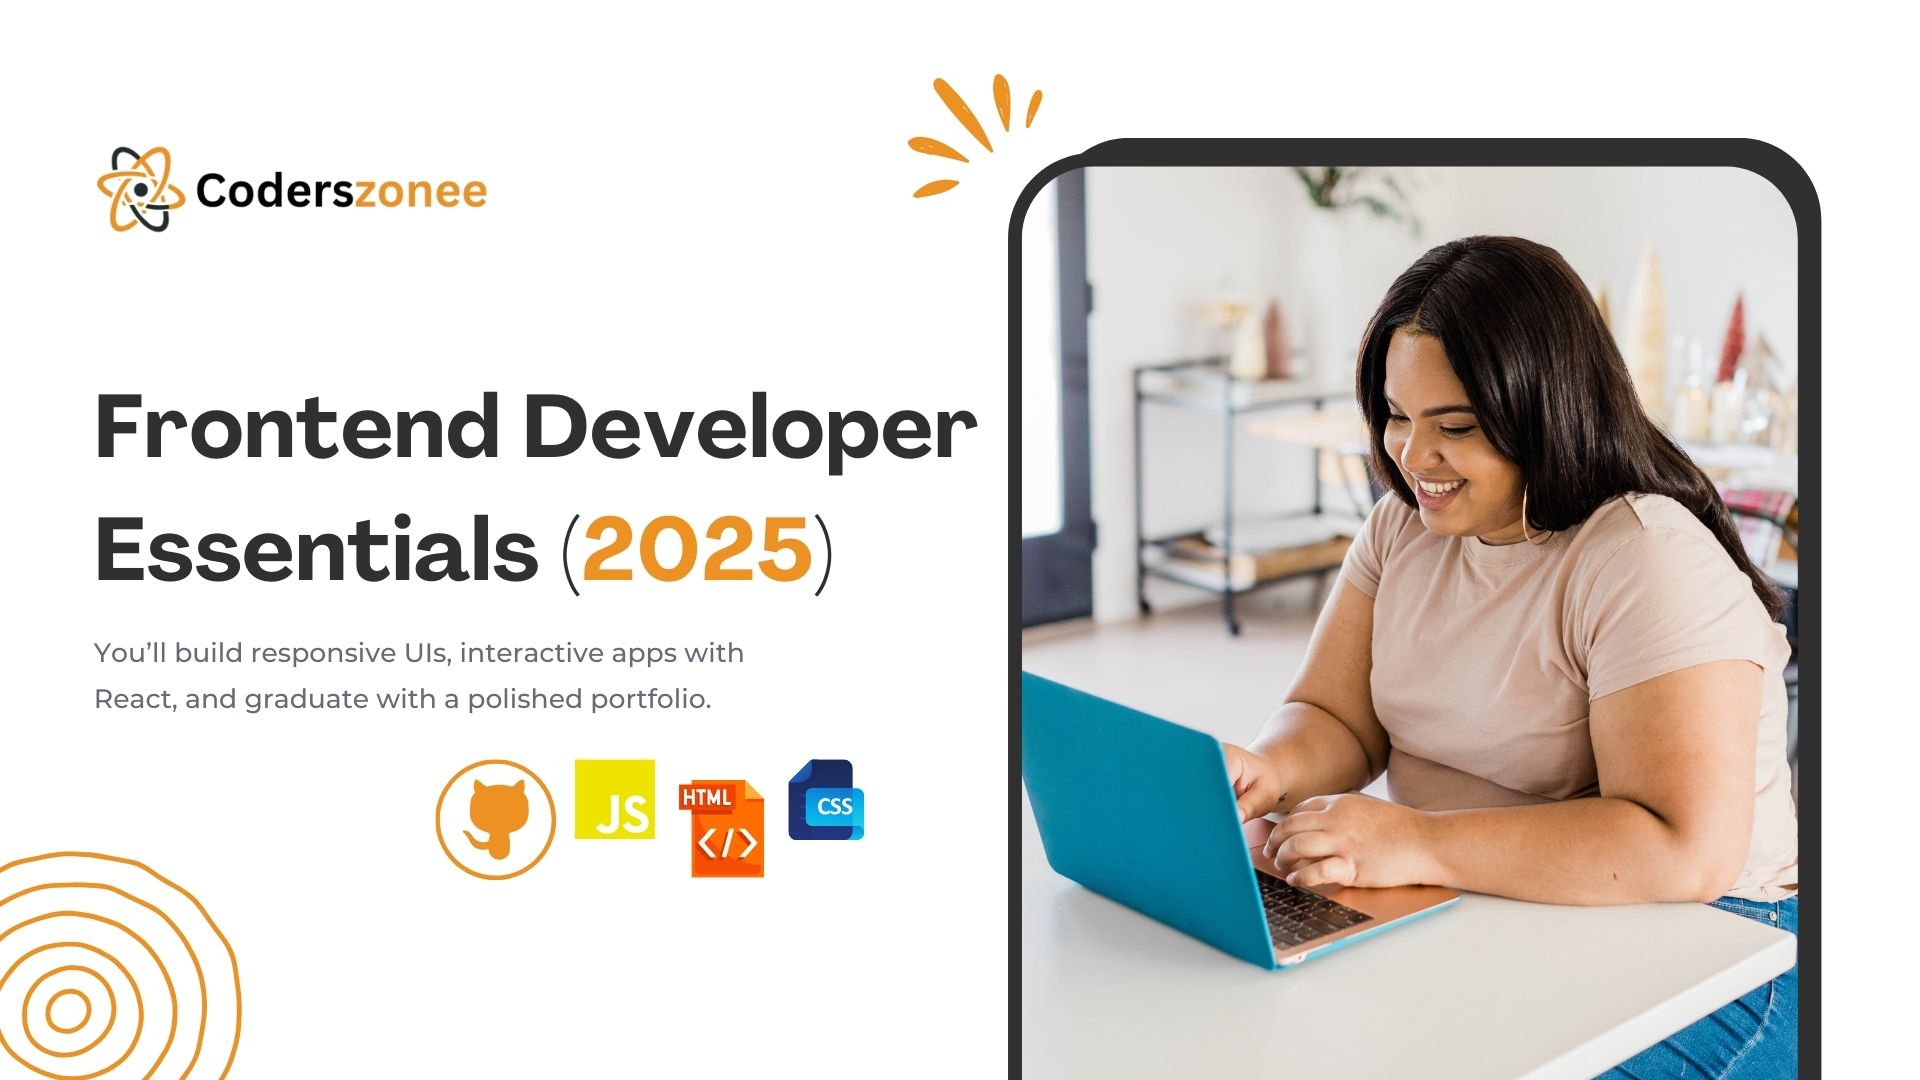 Coderszonee
Frontend Developer
Essentials (2025)
You’ll build responsive UIs, interactive apps with
React, and graduate with a polished portfolio.
JS
HTML
</>
CSS